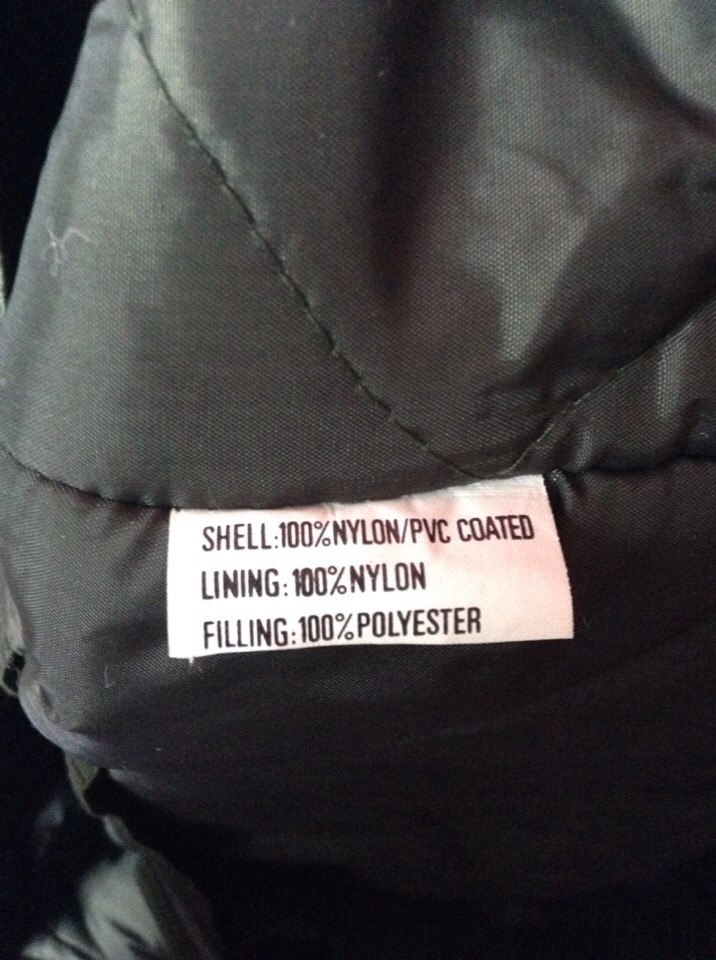 SHELL:100%NYLON/PVC COATED
LINING:100%NYLON
FILLING:100%POLYESTER